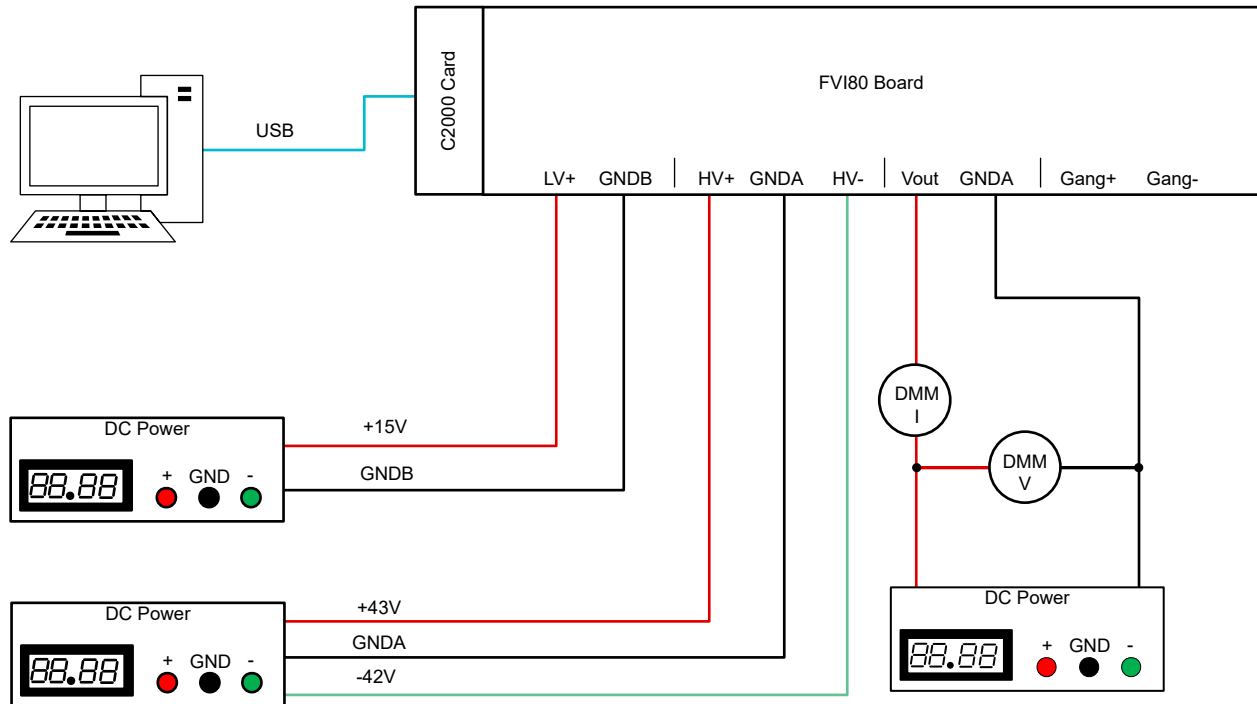 C2000 Card
FVI80 Board
USB
LV+ GNDB HV+ GNDA HV- Vout GNDA Gang+ Gang-
DMM
I
DMM
V
DC Power
+15V
GNDB
88.88
+ GND -
DC Power
+43V
GNDA
-42V
88.88
+ GND -
DC Power
88.88
+ GND -